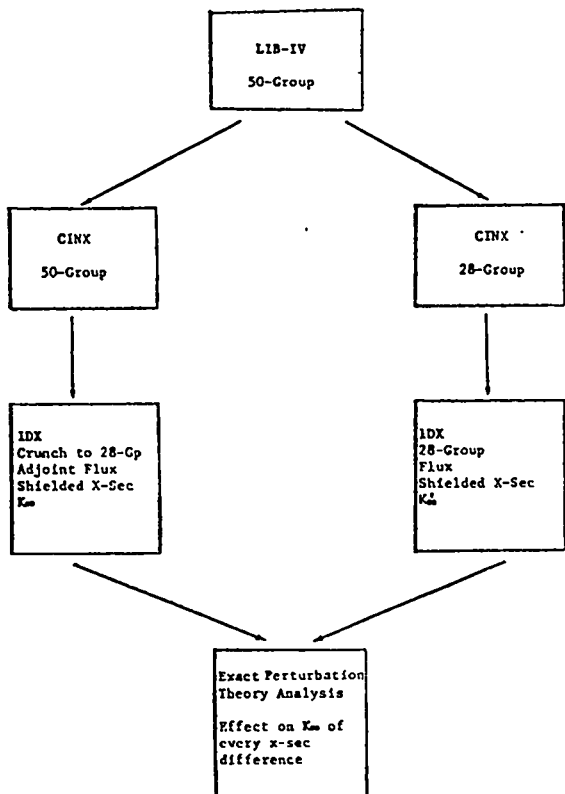 LIB-IV
50-Group
CINX
50-Group
CINX
28-Group
1DX
Crunch to 28-Gp
Adjoint Flux
Shielded X-Sec
K∞
1DX
28-Group
Flux
Shielded X-Sec
K'∞
Exact Perturbation
Theory Analysis
Effect on K∞ of
every x-sec
difference